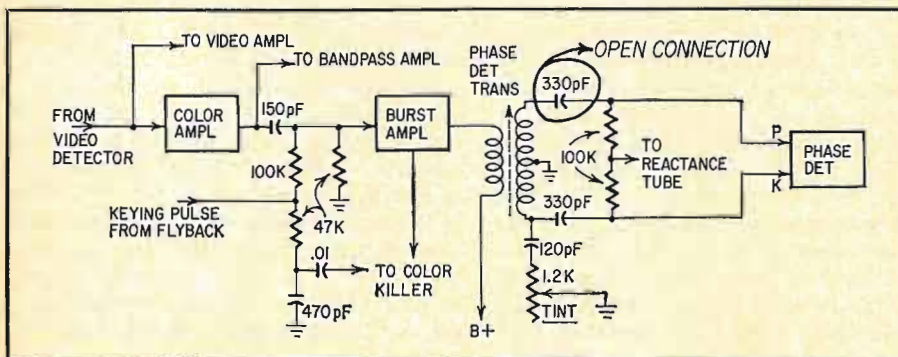 TO VIDEO AMPL
OPEN CONNECTION
TO BANDPASS AMPL
PHASE
DET
TRANS
330pF
FROM
VIDEO
DETECTOR
COLOR
AMPL
150pF
BURST
AMPL
100K
100K
TO
REACTANCE
TUBE
P
K
PHASE
DET
KEYING PULSE
FROM FLYBACK
47K
330pF
.01
TO COLOR
KILLER
120pF
1.2K
TINT
470pF
B+